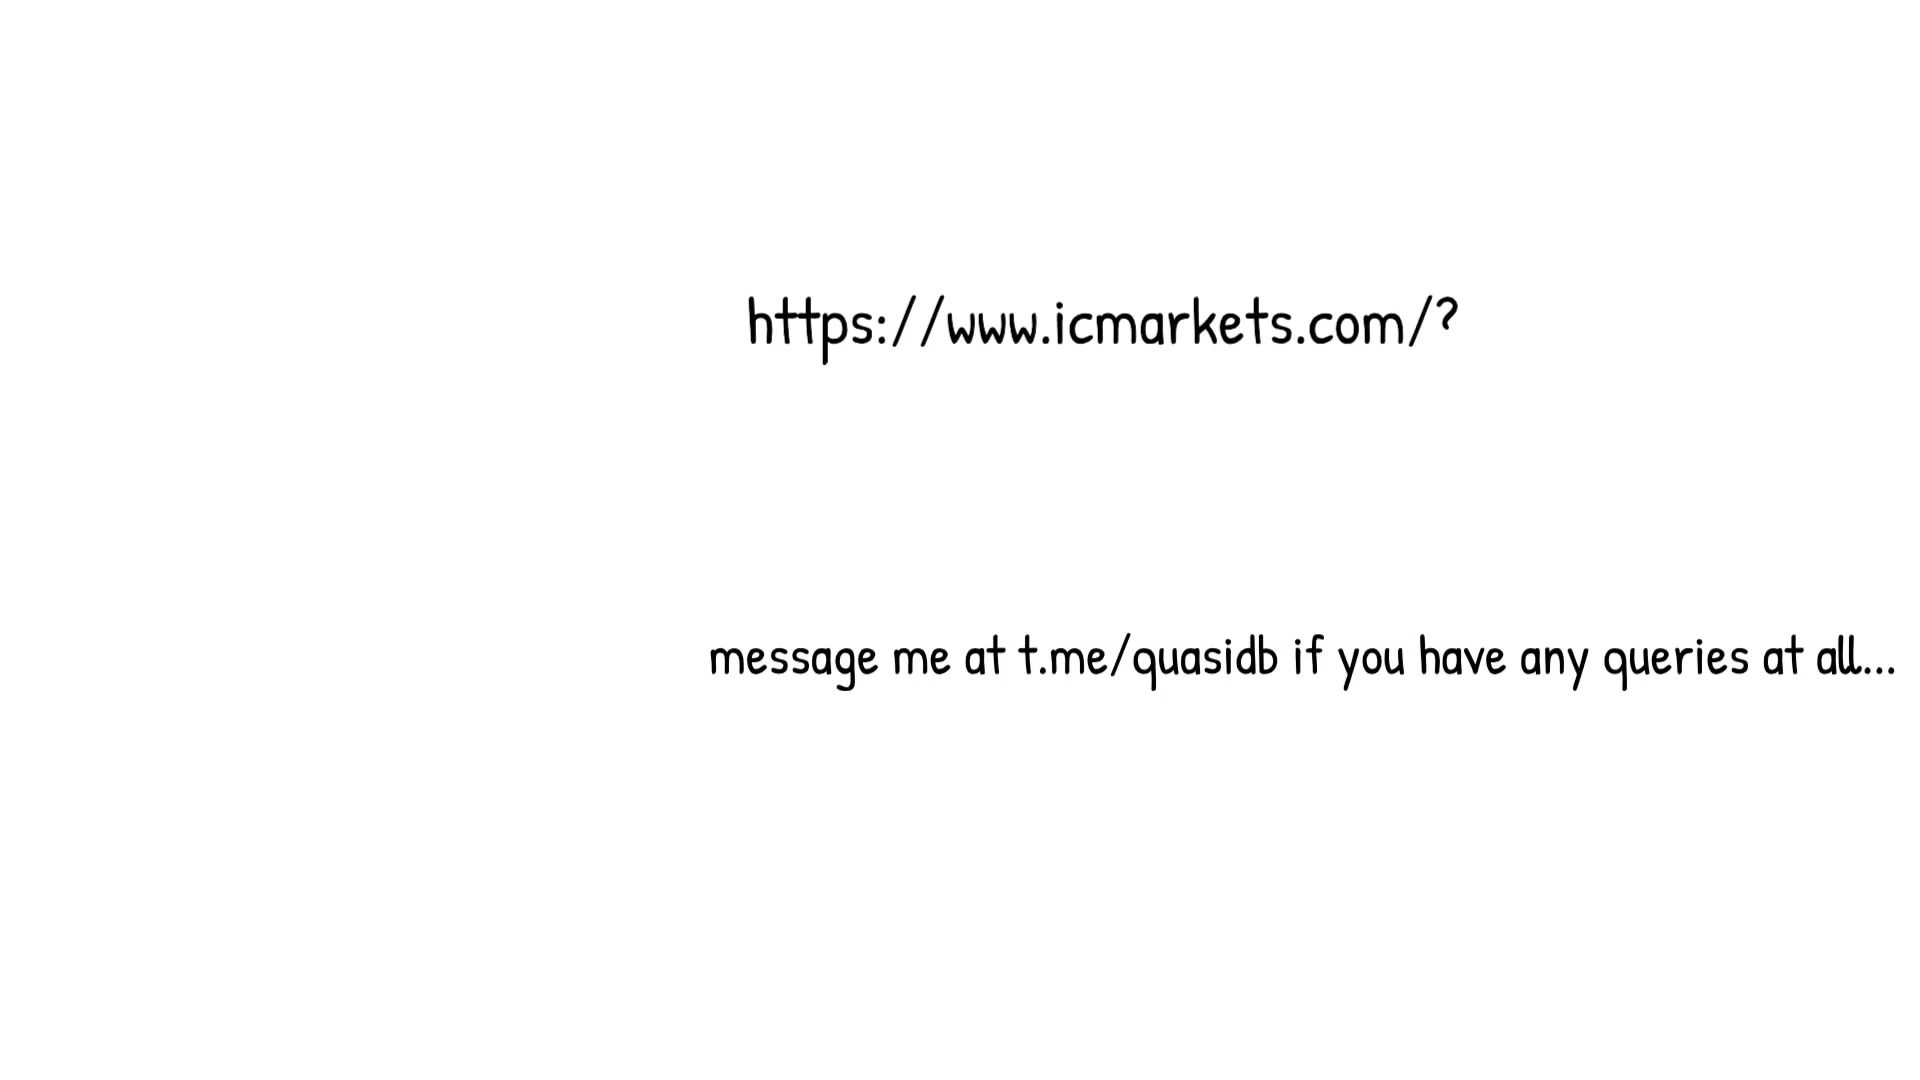 https://www.icmarkets.com/?
message me at t.me/quasidb if you have any queries at all...